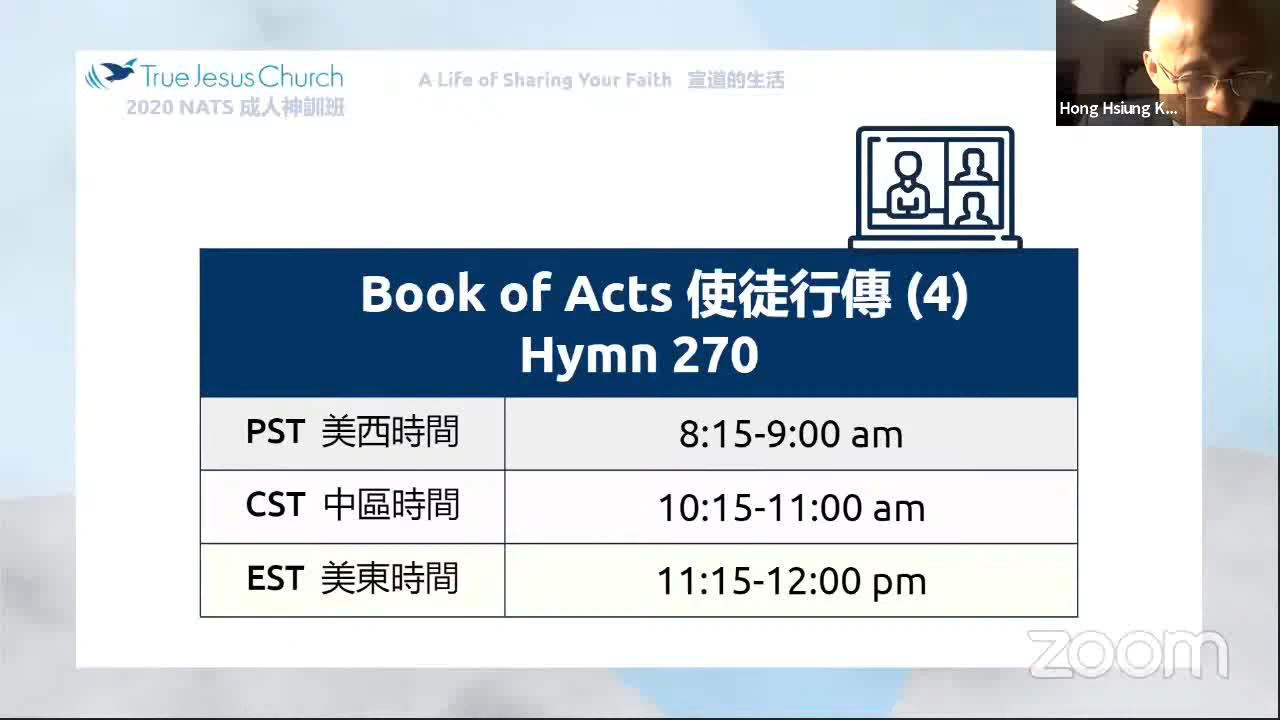 True Jesus Church
2020 NATS 成人神訓班
A Life of Sharing Your Faith 宣道的生活
Hong Hsiung K...
Book of Acts 使徒行傳 (4)
Hymn 270
PST 美西時間 8:15-9:00 am
CST 中區時間 10:15-11:00 am
EST 美東時間 11:15-12:00 pm
zoom